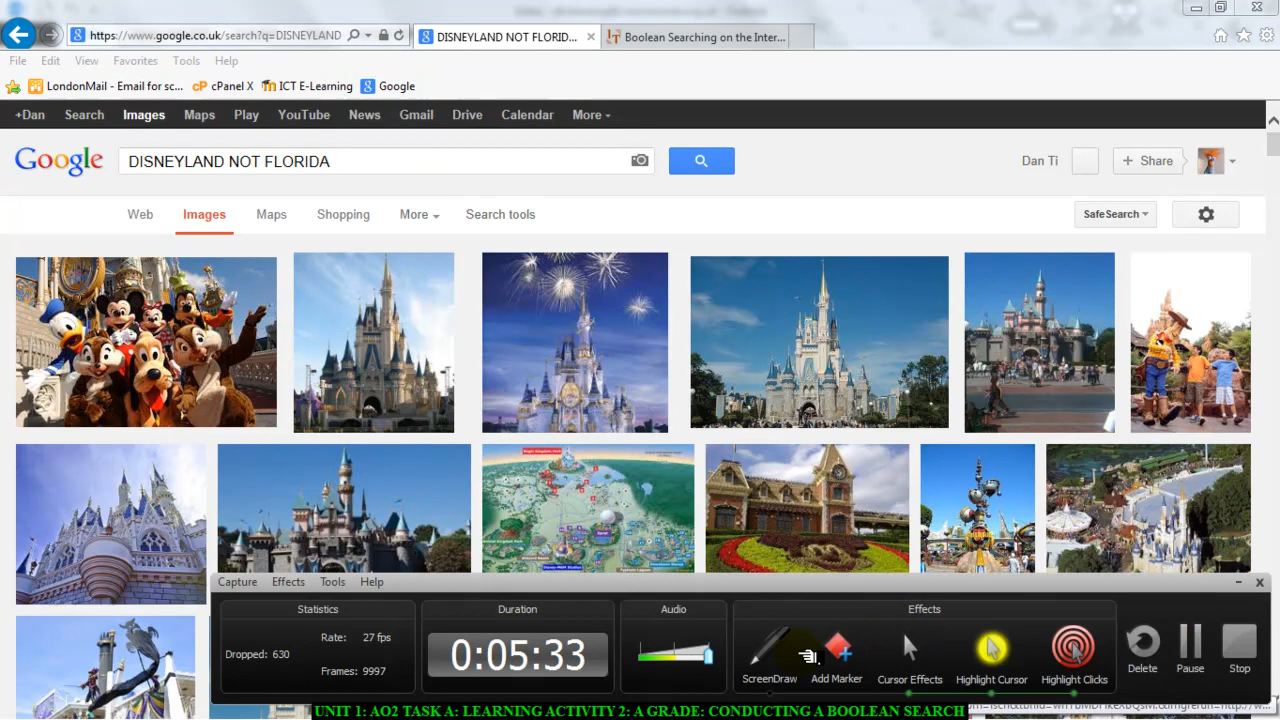 https://www.google.co.uk/search?q=DISNEYLAND
DISNEYLAND NOT FLORID...
Boolean Searching on the Inter...
File Edit View Favorites Tools Help
LondonMail - Email for sc... cPanel X ICT E-Learning Google
+Dan Search Images Maps Play YouTube News Gmail Drive Calendar More
Google DISNEYLAND NOT FLORIDA Dan Ti + Share
Web Images Maps Shopping More Search tools SafeSearch
Capture Effects Tools Help
Statistics Duration Audio Effects
Rate: 27 fps
Dropped: 630
Frames: 9997
0:05:33
ScreenDraw Add Marker Cursor Effects Highlight Cursor Highlight Clicks Delete Pause Stop
UNIT 1: AO2 TASK A: LEARNING ACTIVITY 2: A GRADE: CONDUCTING A BOOLEAN SEARCH